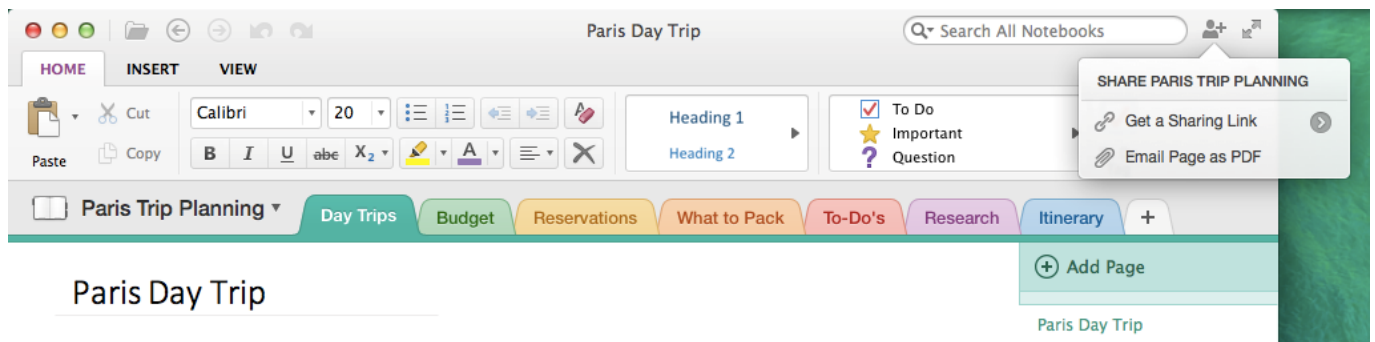 Paris Day Trip
Search All Notebooks
HOME INSERT VIEW
SHARE PARIS TRIP PLANNING
Get a Sharing Link
Email Page as PDF
Paste
Cut
Copy
Calibri 20
B I U abc X2 A
Heading 1
Heading 2
To Do
Important
Question
Paris Trip Planning
Day Trips Budget Reservations What to Pack To-Do's Research Itinerary +
Add Page
Paris Day Trip
Paris Day Trip